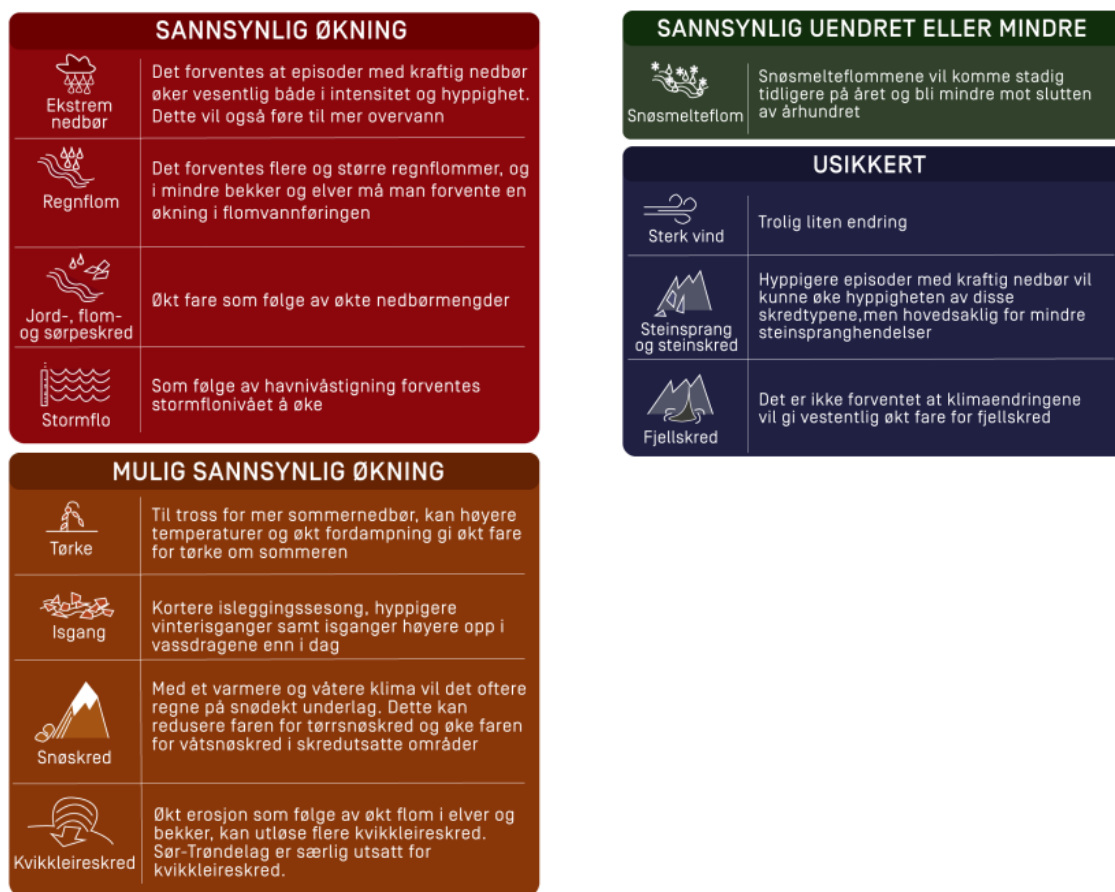 SANNSYNLIG ØKNING
Ekstrem
nedbør
Det forventes at episoder med kraftig nedbør
øker vesentlig både i intensitet og hyppighet.
Dette vil også føre til mer overvann
Regnflom
Det forventes flere og større regnflommer, og
i mindre bekker og elver må man forvente en
økning i flomvannføringen
Jord-, flom-
og sørpeskred
Økt fare som følge av økte nedbørmengder
Stormflo
Som følge av havnivåstigning forventes
stormflonivået å øke
MULIG SANNSYNLIG ØKNING
Tørke
Til tross for mer sommernedbør, kan høyere
temperaturer og økt fordampning gi økt fare
for tørke om sommeren
Isgang
Kortere isleggingssesong, hyppigere
vinterisganger samt isganger høyere opp i
vassdragene enn i dag
Snøskred
Med et varmere og våtere klima vil det oftere
regne på snødekt underlag. Dette kan
redusere faren for tørrsnøskred og øke faren
for våtsnøskred i skredutsatte områder
Kvikkleireskred
Økt erosjon som følge av økt flom i elver og
bekker, kan utløse flere kvikkleireskred.
Sør-Trøndelag er særlig utsatt for
kvikkleireskred.
SANNSYNLIG UENDRET ELLER MINDRE
Snøsmelteflom
Snøsmelteflommene vil komme stadig
tidligere på året og bli mindre mot slutten
av århundret
USIKKERT
Sterk vind
Trolig liten endring
Steinsprang
og steinskred
Hyppigere episoder med kraftig nedbør vil
kunne øke hyppigheten av disse
skredtypene,men hovedsaklig for mindre
steinspranghendelser
Fjellskred
Det er ikke forventet at klimaendringene
vil gi vestentlig økt fare for fjellskred